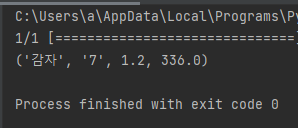 C:\Users\a\AppData\Local\Programs\Py
1/1 [==============================]
('감자', '7', 1.2, 336.0)
Process finished with exit code 0